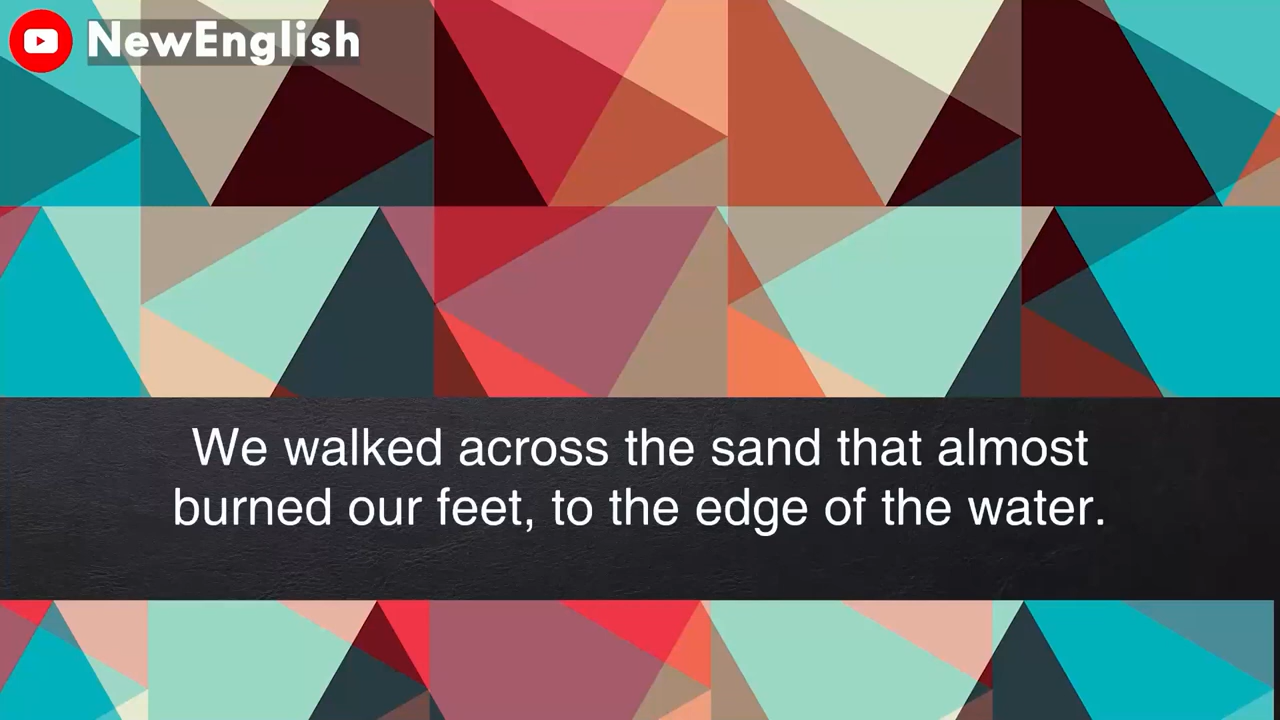 NewEnglish
We walked across the sand that almost
burned our feet, to the edge of the water.